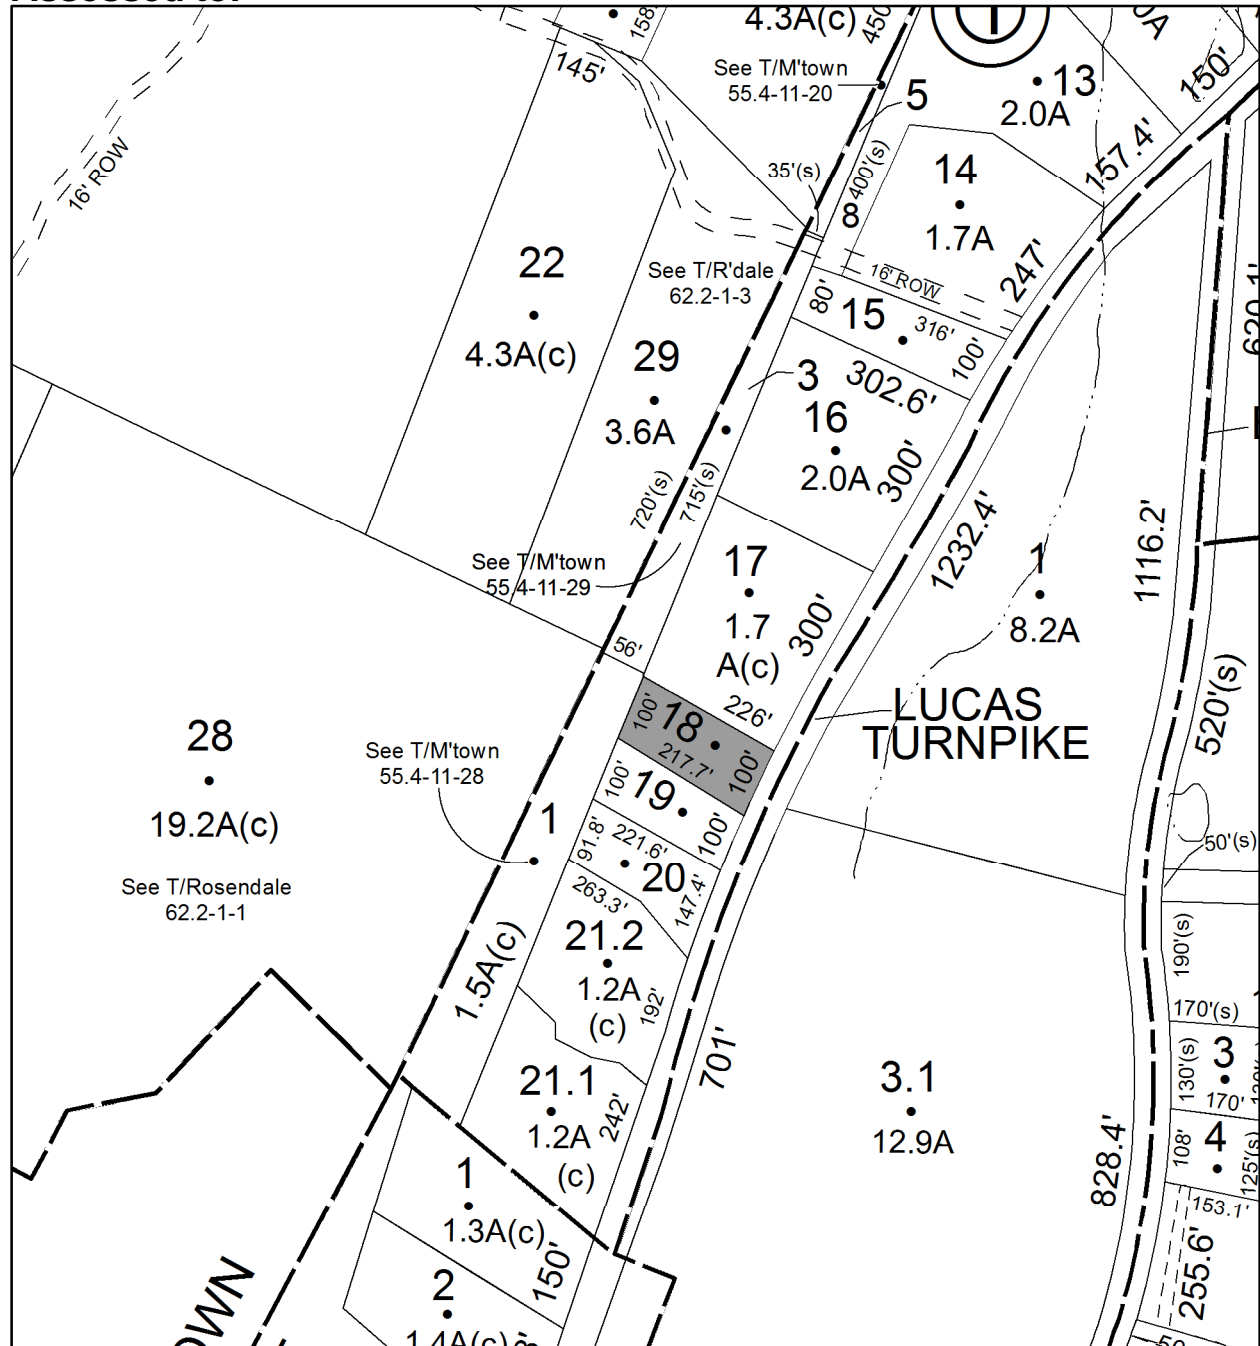 4.3A(c)
450
158
145'
See T/M'town
55.4-11-20
5
13
2.0A
0A
150'
157.4'
16' ROW
35'(s)
400'(s)
8
14
1.7A
247'
22
4.3A(c)
See T/R'dale
62.2-1-3
16' ROW
80'
15
316'
100'
620.1'
29
3.6A
3
302.6'
16
2.0A
300'
720'(s)
715'(s)
1232.4'
1116.2'
See T/M'town
55.4-11-29
17
1.7
A(c)
300'
1
8.2A
56'
226'
100'
18
217.7'
100'
LUCAS
TURNPIKE
520'(s)
28
19.2A(c)
See T/Rosendale
62.2-1-1
See T/M'town
55.4-11-28
1
100'
19
100'
91.8'
221.6'
20
147.4'
50'(s)
263.3'
21.2
1.2A
(c)
192'
1.5A(c)
190'(s)
170'(s)
701'
3.1
12.9A
130'(s)
3
170'
21.1
1.2A
(c)
242'
108'
4
125'(s)
153.1'
828.4'
255.6'
1
1.3A(c)
150'
2
1.4A(c)
OWN
50